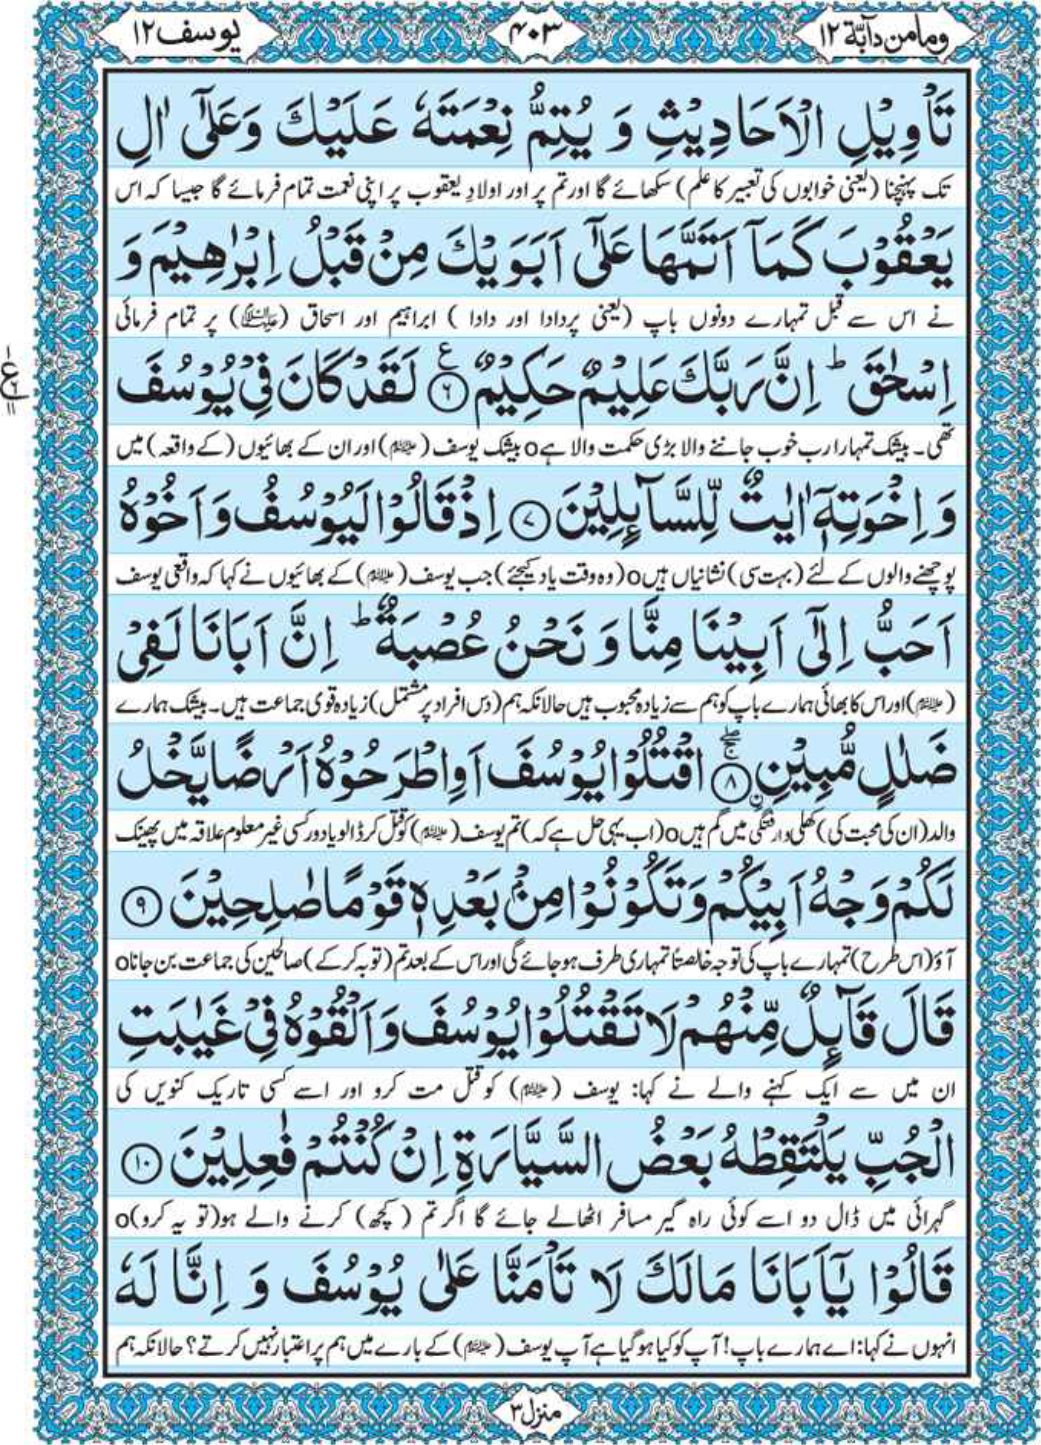 وما من دآبّة ١٢
۴۰۳
یوسف ١٢
تَاْوِیْلِ الْاَحَادِیْثِ وَ یُتِمُّ نِعْمَتَهٗ عَلَیْكَ وَعَلٰۤی اٰلِ
تک پہنچنا (یعنی خوابوں کی تعبیر کا علم) سکھائے گا اور تم پر اور اولادِ یعقوب پر اپنی نعمت تمام فرمائے گا جیسا کہ اس
یَعْقُوْبَ كَمَاۤ اَتَمَّهَا عَلٰۤی اَبَوَیْكَ مِنْ قَبْلُ اِبْرٰهِیْمَ وَ
نے اس سے قبل تمہارے دونوں باپ (یعنی پردادا اور دادا ) ابراہیم اور اسحاق (علیہما السلام) پر تمام فرمائی
اِسْحٰقَ ؕ اِنَّ رَبَّكَ عَلِیْمٌ حَكِیْمٌ ۟۶ ع لَقَدْ كَانَ فِیْ یُوْسُفَ
تھی۔ بیشک تمہارا رب خوب جاننے والا بڑی حکمت والا ہےo بیشک یوسف (علیہ السلام) اور ان کے بھائیوں (کے واقعہ) میں
وَ اِخْوَتِهٖۤ اٰیٰتٌ لِّلسَّآىِٕلِیْنَ ۟۷ اِذْ قَالُوْا لَیُوْسُفُ وَ اَخُوْهُ
پوچھنے والوں کے لئے (بہت سی) نشانیاں ہیںo (وہ وقت یاد کیجئے) جب یوسف (علیہ السلام) کے بھائیوں نے کہا کہ واقعی یوسف
اَحَبُّ اِلٰۤی اَبِیْنَا مِنَّا وَ نَحْنُ عُصْبَةٌ ؕ اِنَّ اَبَانَا لَفِیْ
(علیہ السلام) اور اس کا بھائی ہمارے باپ کو ہم سے زیادہ محبوب ہیں حالانکہ ہم (دس افراد پر مشتمل) زیادہ قوی جماعت ہیں۔ بیشک ہمارے
ضَلٰلٍ مُّبِیْنِ ۟ۙ۸ اقْتُلُوْا یُوْسُفَ اَوِ اطْرَحُوْهُ اَرْضًا یَّخْلُ
والد (ان کی محبت کی) کھلی وارفتگی میں گم ہیںo (اب یہی حل ہے کہ) تم یوسف (علیہ السلام) کو قتل کر ڈالو یا دور کسی غیر معلوم علاقہ میں پھینک
لَكُمْ وَجْهُ اَبِیْكُمْ وَ تَكُوْنُوْا مِنْۢ بَعْدِهٖ قَوْمًا صٰلِحِیْنَ ۟۹
آؤ (اس طرح) تمہارے باپ کی توجہ خالصتاً تمہاری طرف ہو جائے گی اور اس کے بعد تم (توبہ کر کے) صالحین کی جماعت بن جاناo
قَالَ قَآىِٕلٌ مِّنْهُمْ لَا تَقْتُلُوْا یُوْسُفَ وَ اَلْقُوْهُ فِیْ غَیٰبَتِ
ان میں سے ایک کہنے والے نے کہا: یوسف (علیہ السلام) کو قتل مت کرو اور اسے کسی تاریک کنویں کی
الْجُبِّ یَلْتَقِطْهُ بَعْضُ السَّیَّارَةِ اِنْ كُنْتُمْ فٰعِلِیْنَ ۟۱۰
گہرائی میں ڈال دو اسے کوئی راہ گیر مسافر اٹھا لے جائے گا اگر تم ( کچھ) کرنے والے ہو (تو یہ کرو)o
قَالُوْا یٰۤاَبَانَا مَالَكَ لَا تَاْمَنَّا عَلٰی یُوْسُفَ وَ اِنَّا لَهٗ
انہوں نے کہا: اے ہمارے باپ! آپ کو کیا ہو گیا ہے آپ یوسف (علیہ السلام) کے بارے میں ہم پر اعتبار نہیں کرتے؟ حالانکہ ہم
منزل ۳